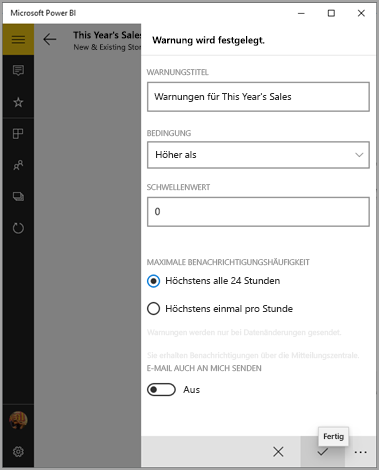 Microsoft Power BI
This Year's Sales
New & Existing Stor
Warnung wird festgelegt.
WARNUNGSTITEL
Warnungen für This Year's Sales
BEDINGUNG
Höher als
SCHWELLENWERT
0
MAXIMALE BENACHRICHTIGUNGSHÄUFIGKEIT
Höchstens alle 24 Stunden
Höchstens einmal pro Stunde
Warnungen werden nur bei Datenänderungen gesendet.
Sie erhalten Benachrichtigungen über die Mitteilungszentrale.
E-MAIL AUCH AN MICH SENDEN
Aus
Fertig